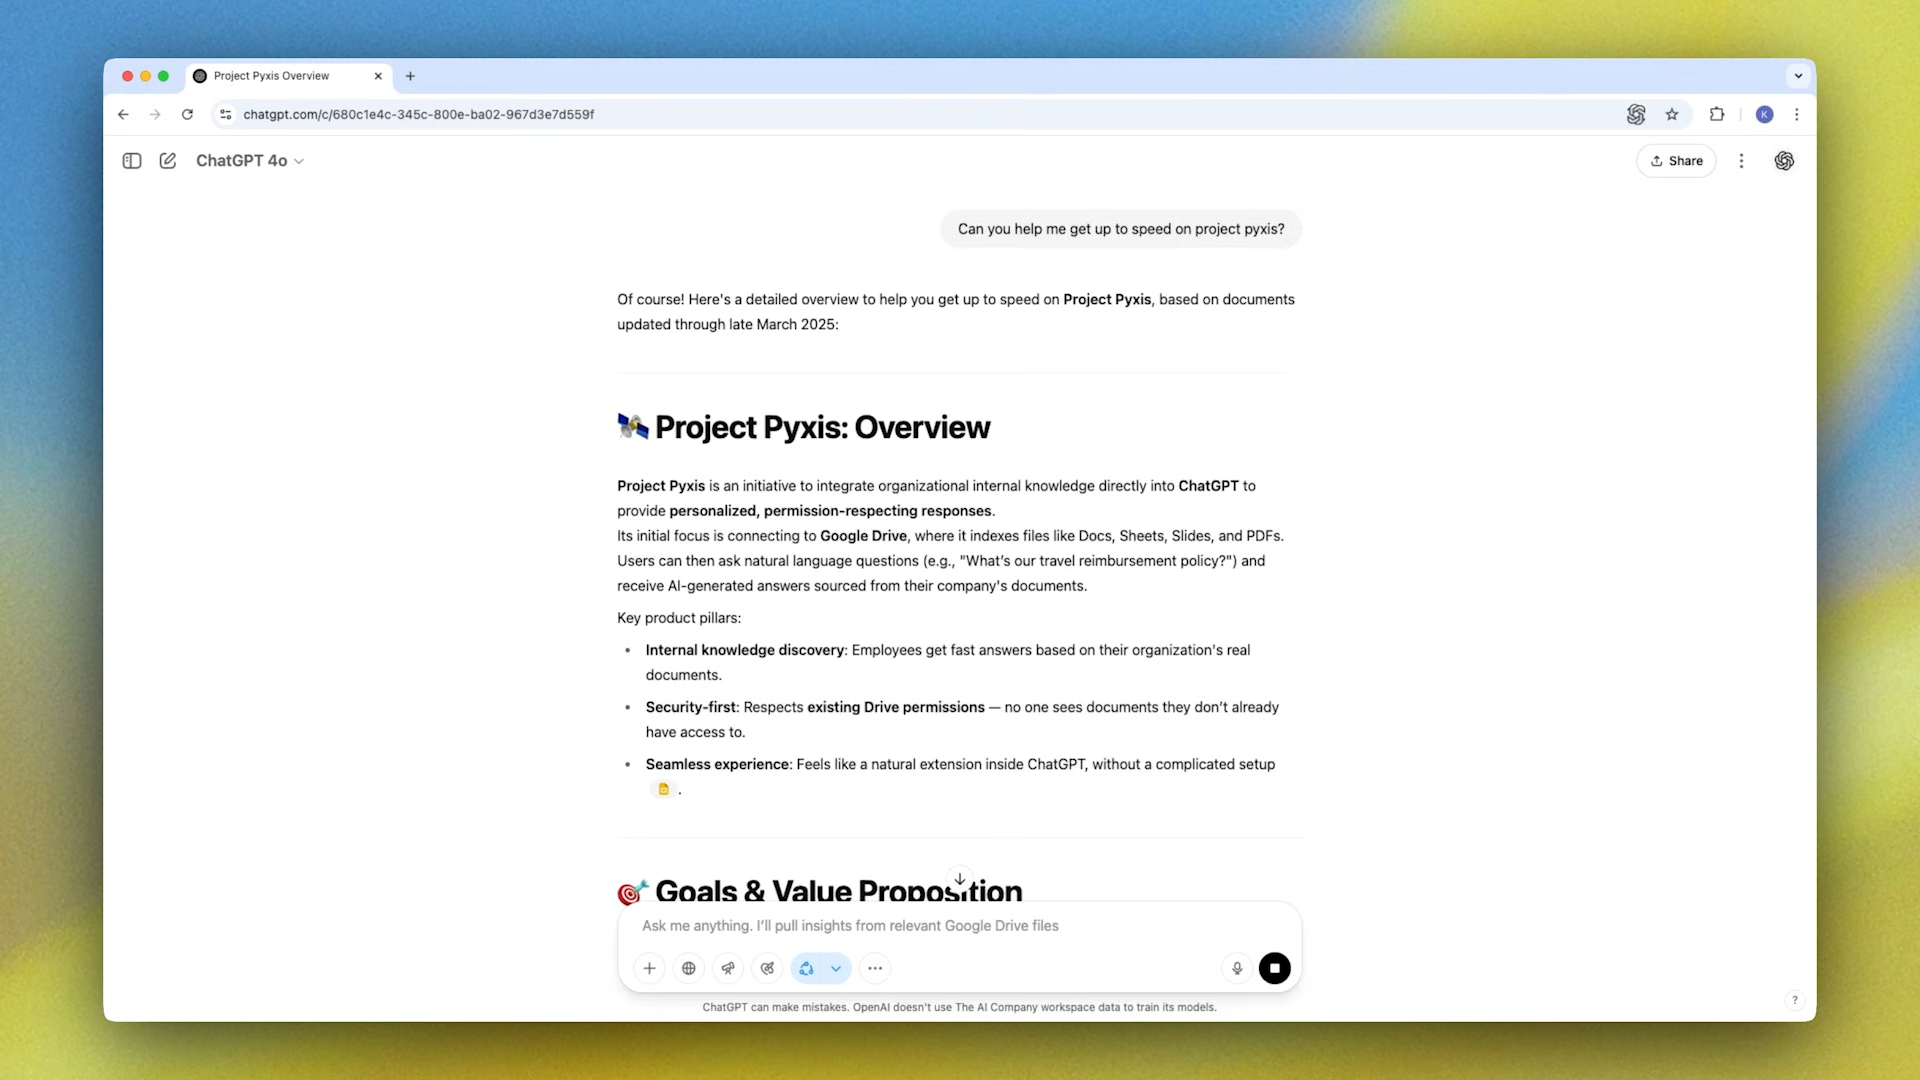 Project Pyxis Overview
chatgpt.com/c/680c1e4c-345c-800e-ba02-967d3e7d559f
K
ChatGPT 4o
Share
Can you help me get up to speed on project pyxis?
Of course! Here's a detailed overview to help you get up to speed on Project Pyxis, based on documents
updated through late March 2025:
Project Pyxis: Overview
Project Pyxis is an initiative to integrate organizational internal knowledge directly into ChatGPT to
provide personalized, permission-respecting responses.
Its initial focus is connecting to Google Drive, where it indexes files like Docs, Sheets, Slides, and PDFs.
Users can then ask natural language questions (e.g., "What's our travel reimbursement policy?") and
receive AI-generated answers sourced from their company's documents.
Key product pillars:
• Internal knowledge discovery: Employees get fast answers based on their organization's real
documents.
• Security-first: Respects existing Drive permissions — no one sees documents they don’t already
have access to.
• Seamless experience: Feels like a natural extension inside ChatGPT, without a complicated setup
.
Goals & Value Proposition
Ask me anything. I’ll pull insights from relevant Google Drive files
ChatGPT can make mistakes. OpenAI doesn't use The AI Company workspace data to train its models.
?